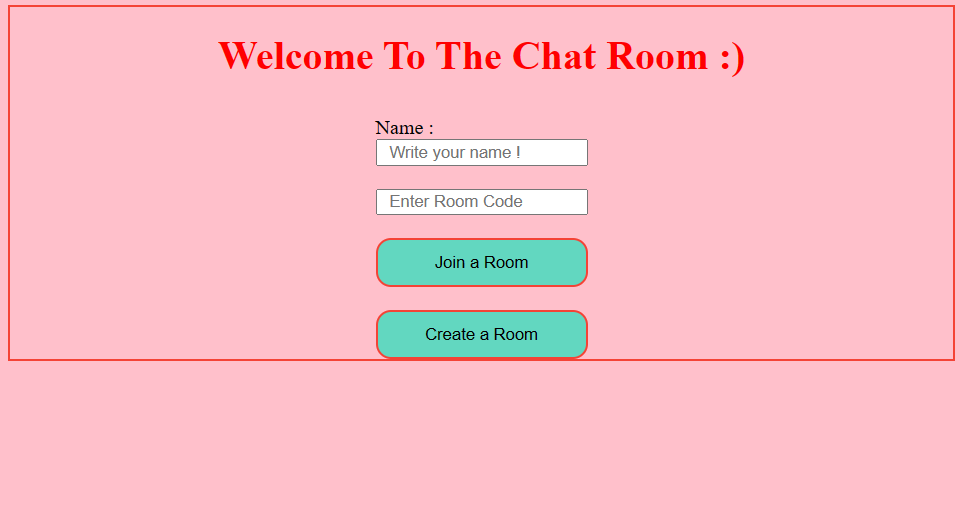 Welcome To The Chat Room :)
Name :
Write your name !
Enter Room Code
Join a Room
Create a Room